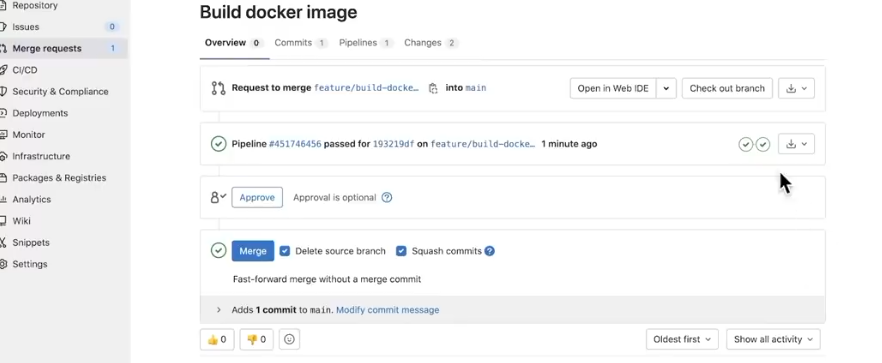 Repository
Issues 0
Merge requests 1
CI/CD
Security & Compliance
Deployments
Monitor
Infrastructure
Packages & Registries
Analytics
Wiki
Snippets
Settings
Build docker image
Overview 0 Commits 1 Pipelines 1 Changes 2
Request to merge feature/build-docke… into main Open in Web IDE Check out branch
Pipeline #451746456 passed for 193219df on feature/build-docke… 1 minute ago
Approve Approval is optional
Merge Delete source branch Squash commits
Fast-forward merge without a merge commit
Adds 1 commit to main. Modify commit message
0 0 Oldest first Show all activity